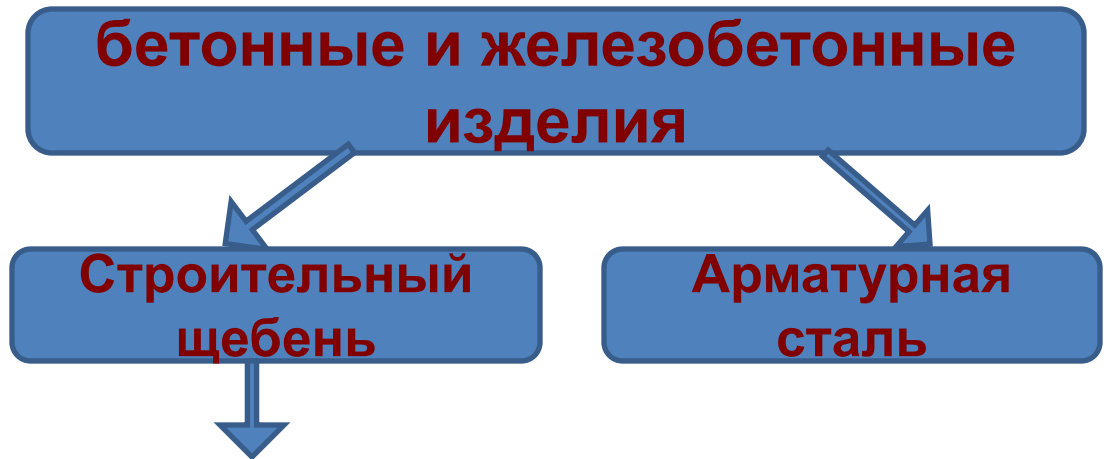 бетонные и железобетонные
изделия
Строительный
щебень
Арматурная
сталь